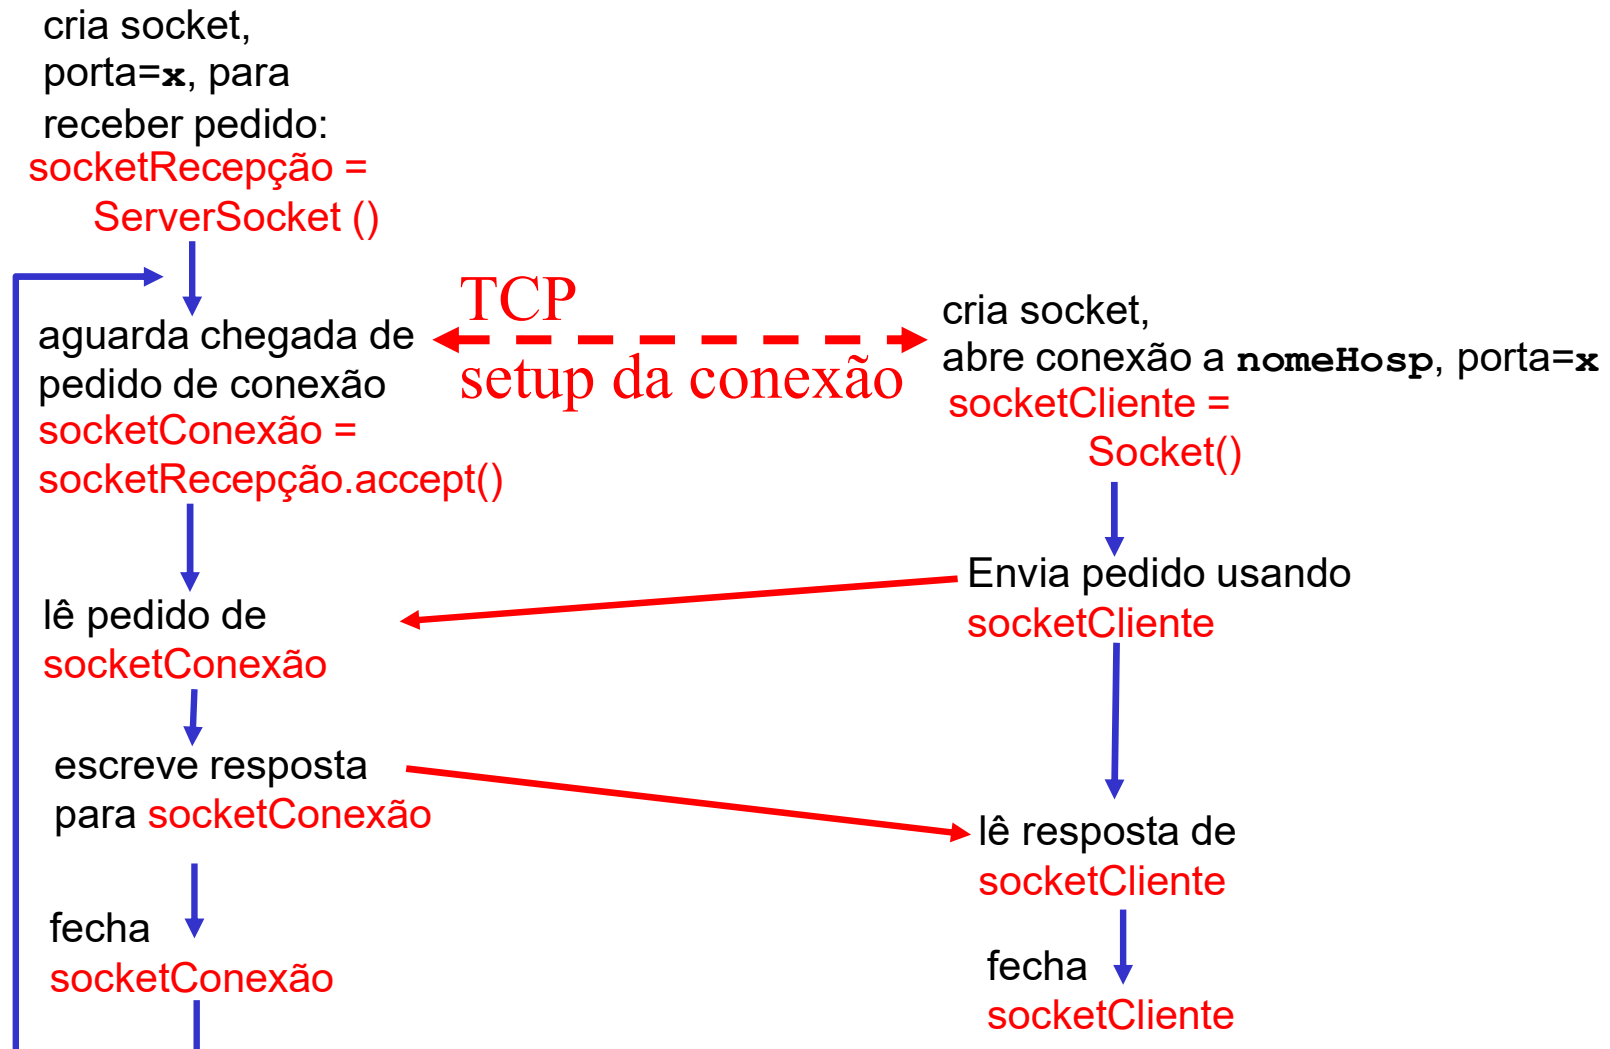 cria socket,
porta=x, para
receber pedido:
socketRecepção =
ServerSocket ()
aguarda chegada de
pedido de conexão
socketConexão =
socketRecepção.accept()
lê pedido de
socketConexão
escreve resposta
para socketConexão
fecha
socketConexão
TCP
setup da conexão
cria socket,
abre conexão a nomeHosp, porta=x
socketCliente =
Socket()
Envia pedido usando
socketCliente
lê resposta de
socketCliente
fecha
socketCliente